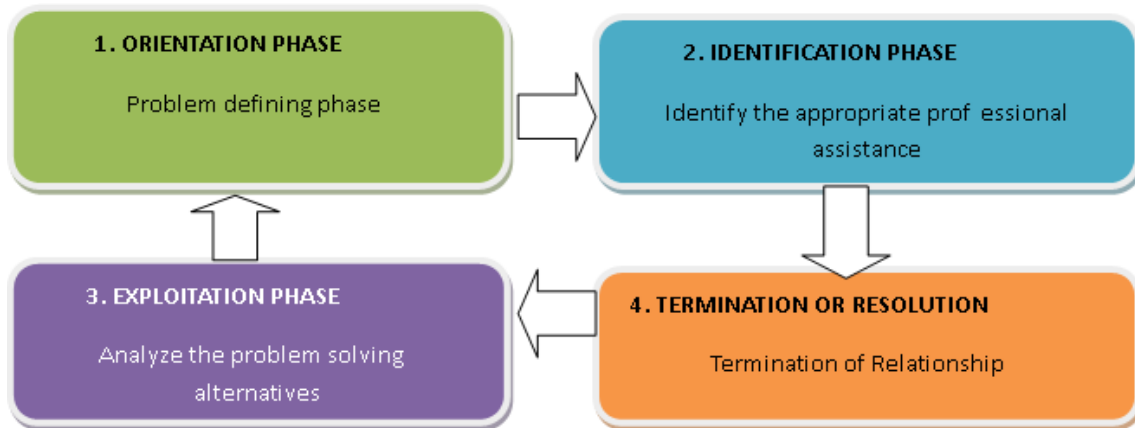 1. ORIENTATION PHASE
Problem defining phase
2. IDENTIFICATION PHASE
Identify the appropriate prof essional
assistance
3. EXPLOITATION PHASE
Analyze the problem solving
alternatives
4. TERMINATION OR RESOLUTION
Termination of Relationship